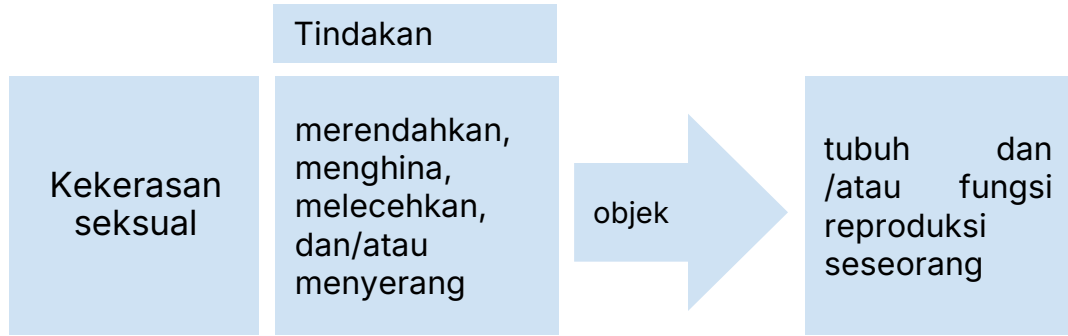 Tindakan
Kekerasan
seksual
merendahkan,
menghina,
melecehkan,
dan/atau
menyerang
objek
tubuh dan
/atau fungsi
reproduksi
seseorang